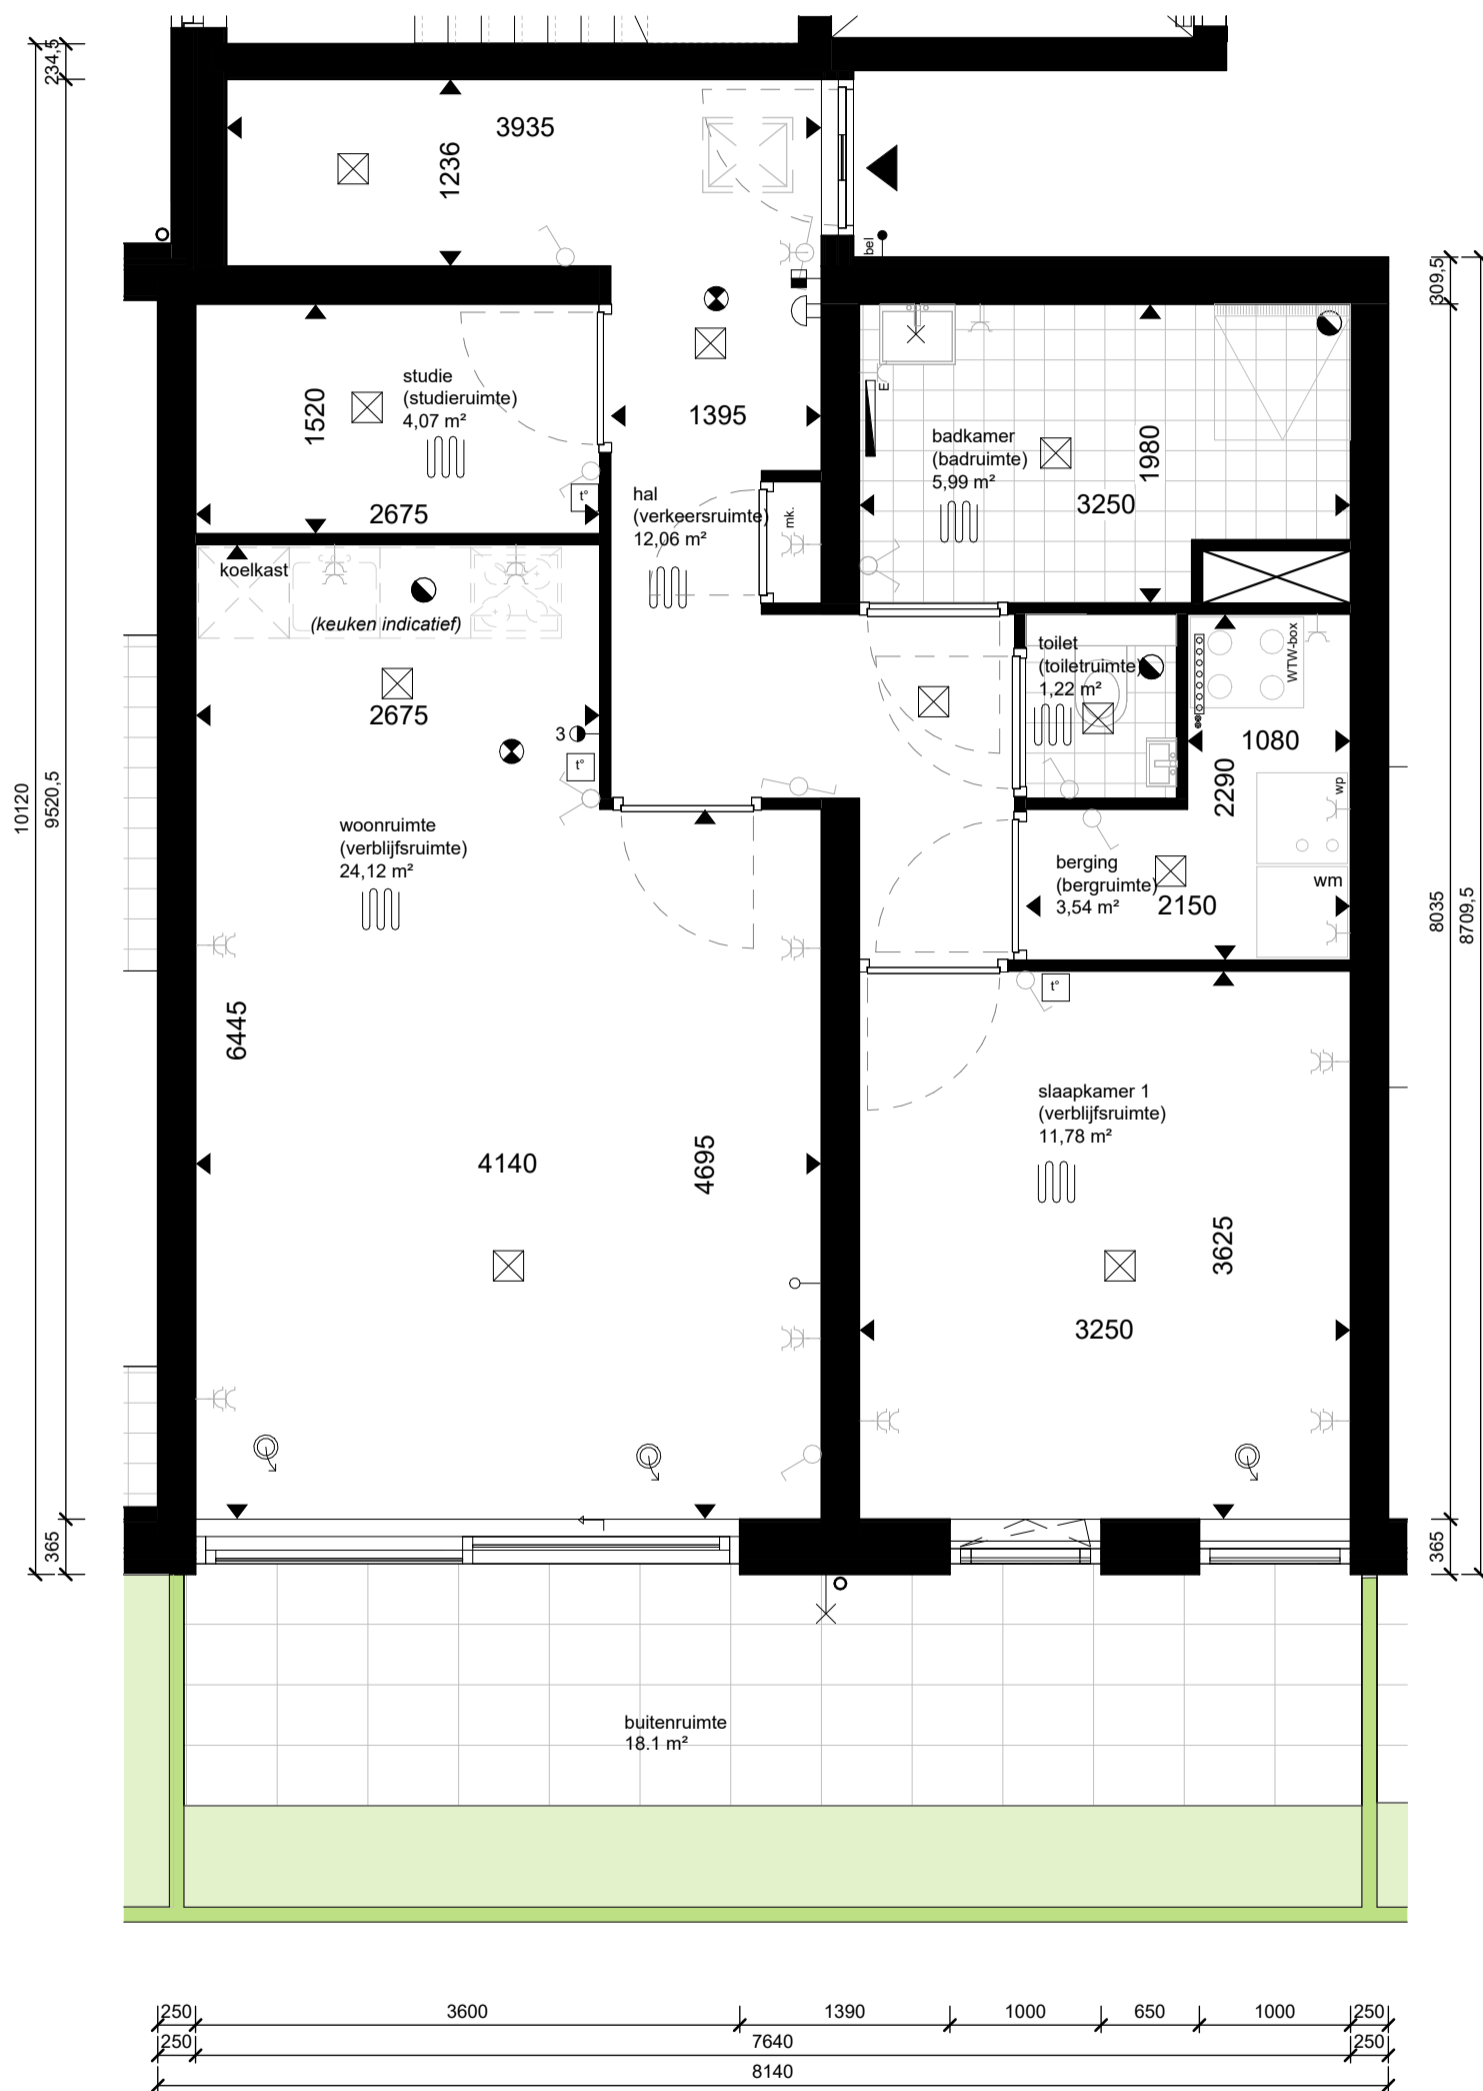 234,5
3935
1236
bel
309,5
studie
(studieruimte)
4,07 m²
1520
1395
E
badkamer
(badruimte)
5,99 m²
1980
3250
2675
t°
hal
(verkeersruimte)
12,06 m²
mk.
koelkast
(keuken indicatief)
2675
3
t°
toilet
(toiletruimte)
1,22 m²
WTW-box
1080
2290
wp
10120
9520,5
woonruimte
(verblijfsruimte)
24,12 m²
berging
(bergruimte)
3,54 m²
wm
2150
8035
8709,5
t°
6445
slaapkamer 1
(verblijfsruimte)
11,78 m²
4140
4695
3625
3250
365
365
buitenruimte
18.1 m²
250
3600
1390
1000
650
1000
250
250
7640
250
8140